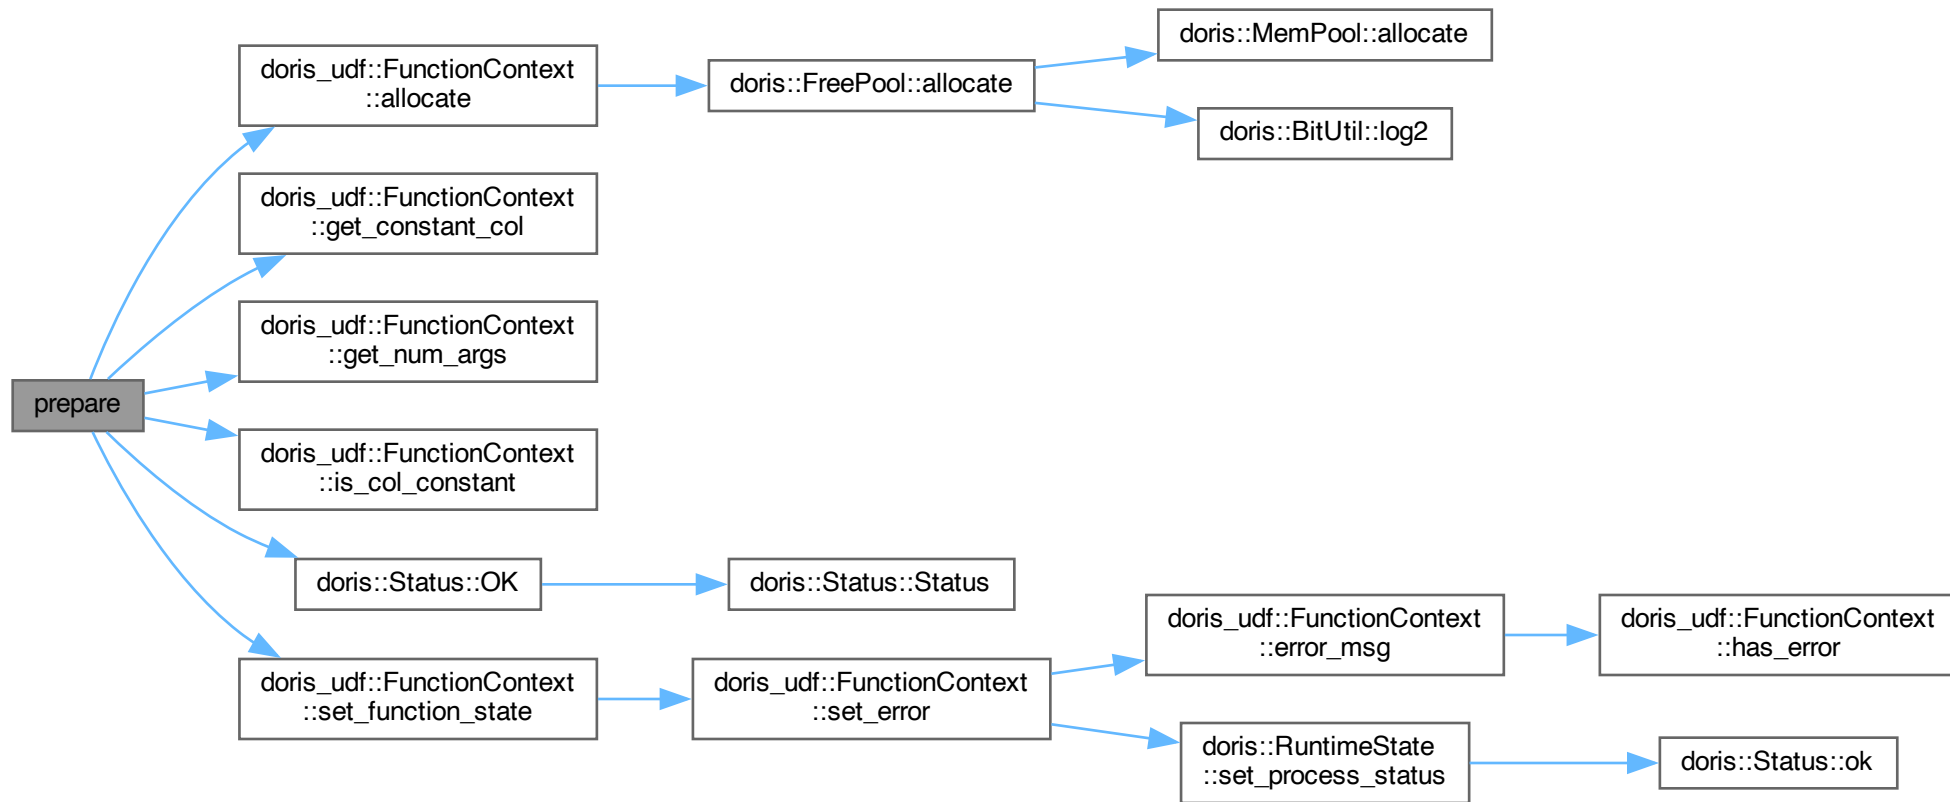 doris::MemPool::allocate
doris_udf::FunctionContext
::allocate
doris::FreePool::allocate
doris::BitUtil::log2
doris_udf::FunctionContext
::get_constant_col
doris_udf::FunctionContext
::get_num_args
prepare
doris_udf::FunctionContext
::is_col_constant
doris::Status::OK
doris::Status::Status
doris_udf::FunctionContext
::set_function_state
doris_udf::FunctionContext
::set_error
doris_udf::FunctionContext
::error_msg
doris_udf::FunctionContext
::has_error
doris::RuntimeState
::set_process_status
doris::Status::ok